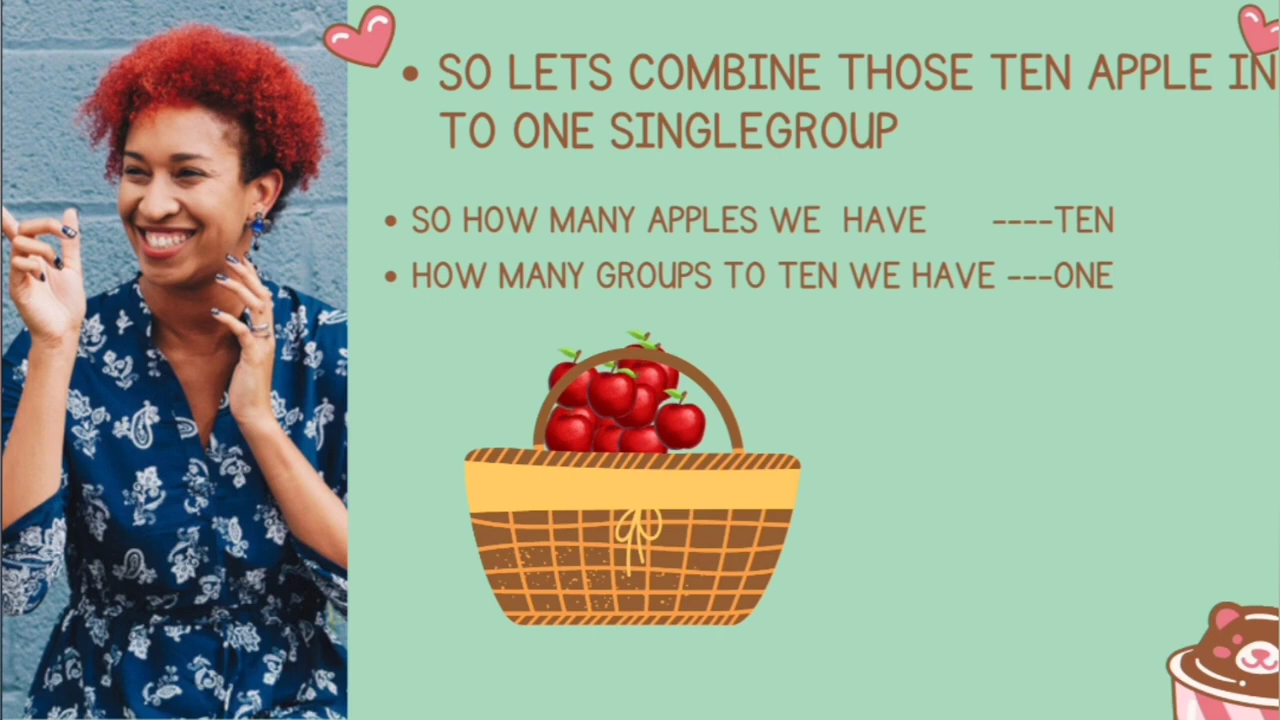 • SO LETS COMBINE THOSE TEN APPLE IN
TO ONE SINGLEGROUP
• SO HOW MANY APPLES WE HAVE ----TEN
• HOW MANY GROUPS TO TEN WE HAVE ---ONE